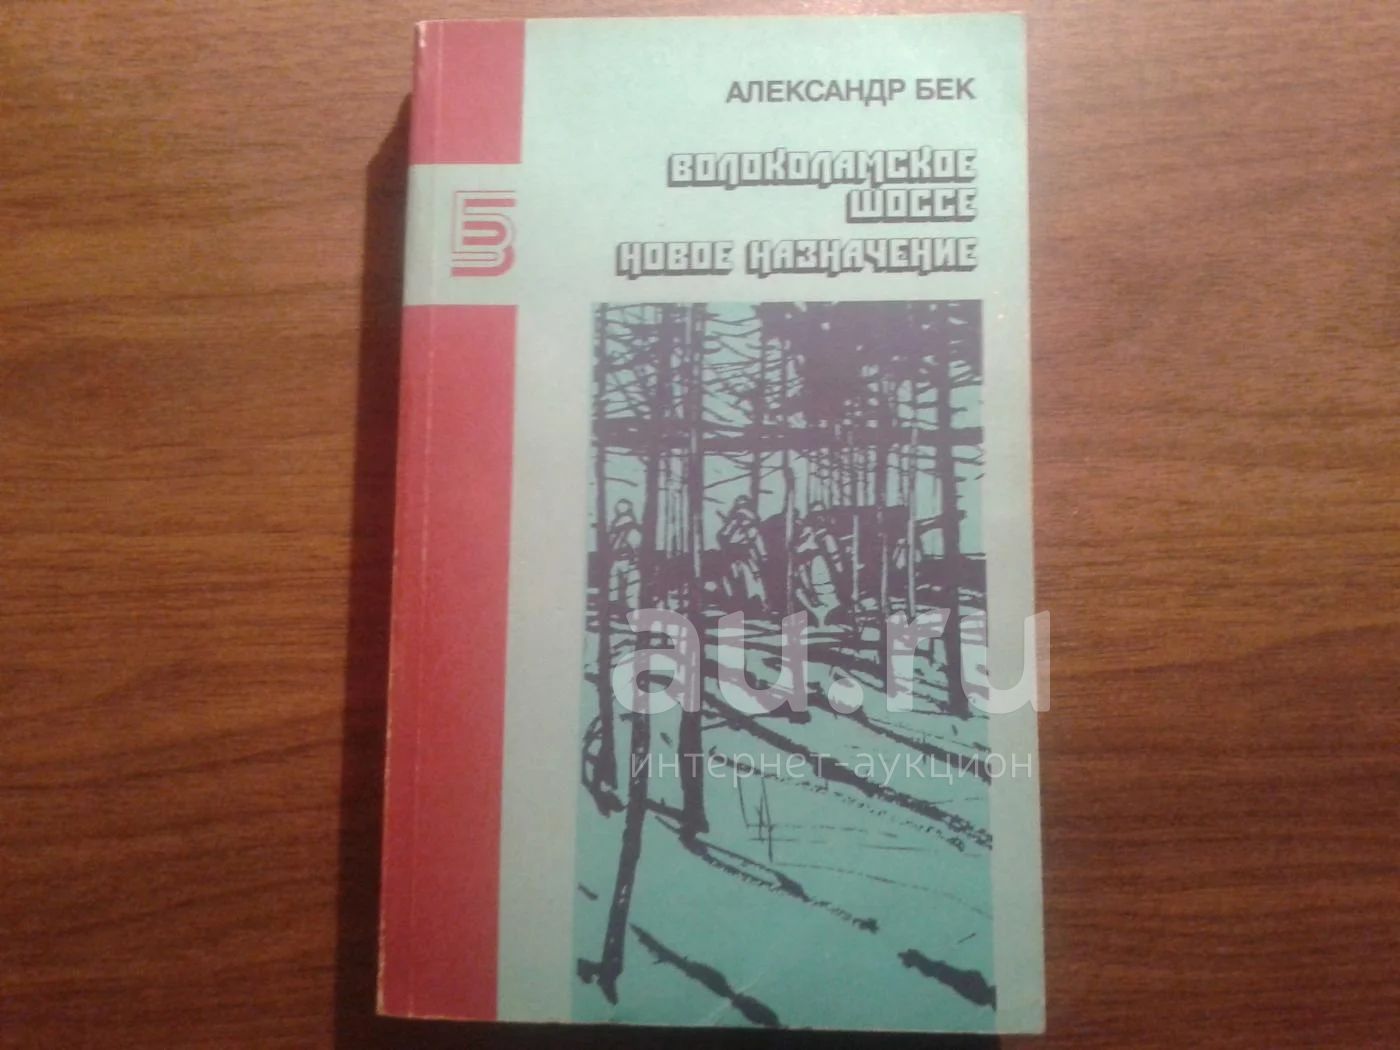 АЛЕКСАНДР БЕК
ВОЛОКОЛАМСКОЕ
ШОССЕ
НОВОЕ НАЗНАЧЕНИЕ
au.ru
интернет-аукцион